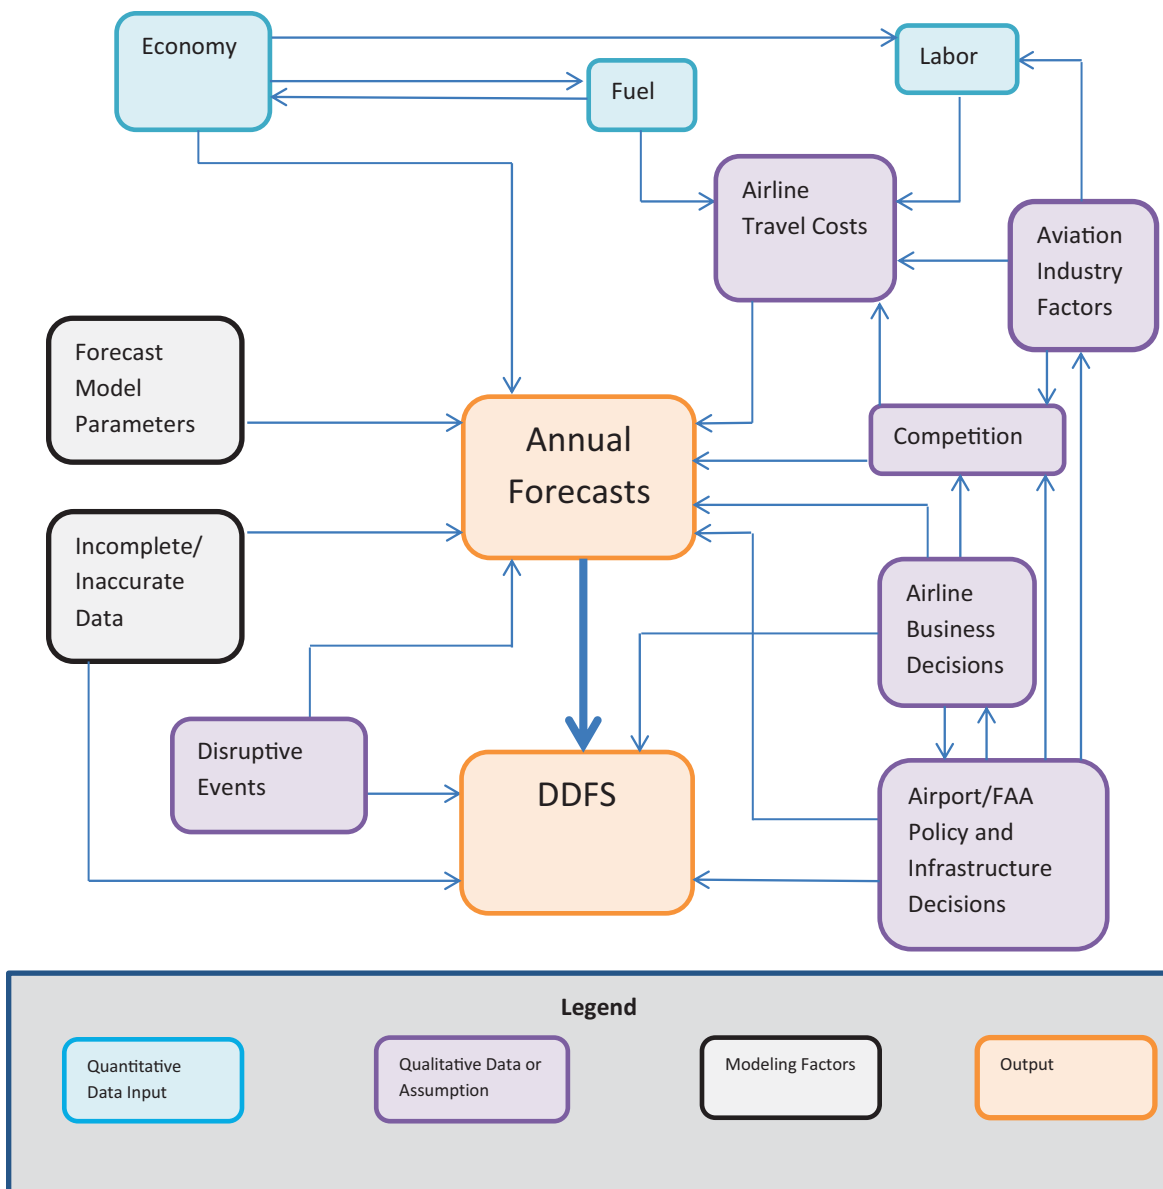 Economy
Fuel
Labor
Airline
Travel Costs
Aviation
Industry
Factors
Forecast
Model
Parameters
Annual
Forecasts
Competition
Incomplete/
Inaccurate
Data
Airline
Business
Decisions
Disruptive
Events
DDFS
Airport/FAA
Policy and
Infrastructure
Decisions
Legend
Quantitative
Data Input
Qualitative Data or
Assumption
Modeling Factors
Output